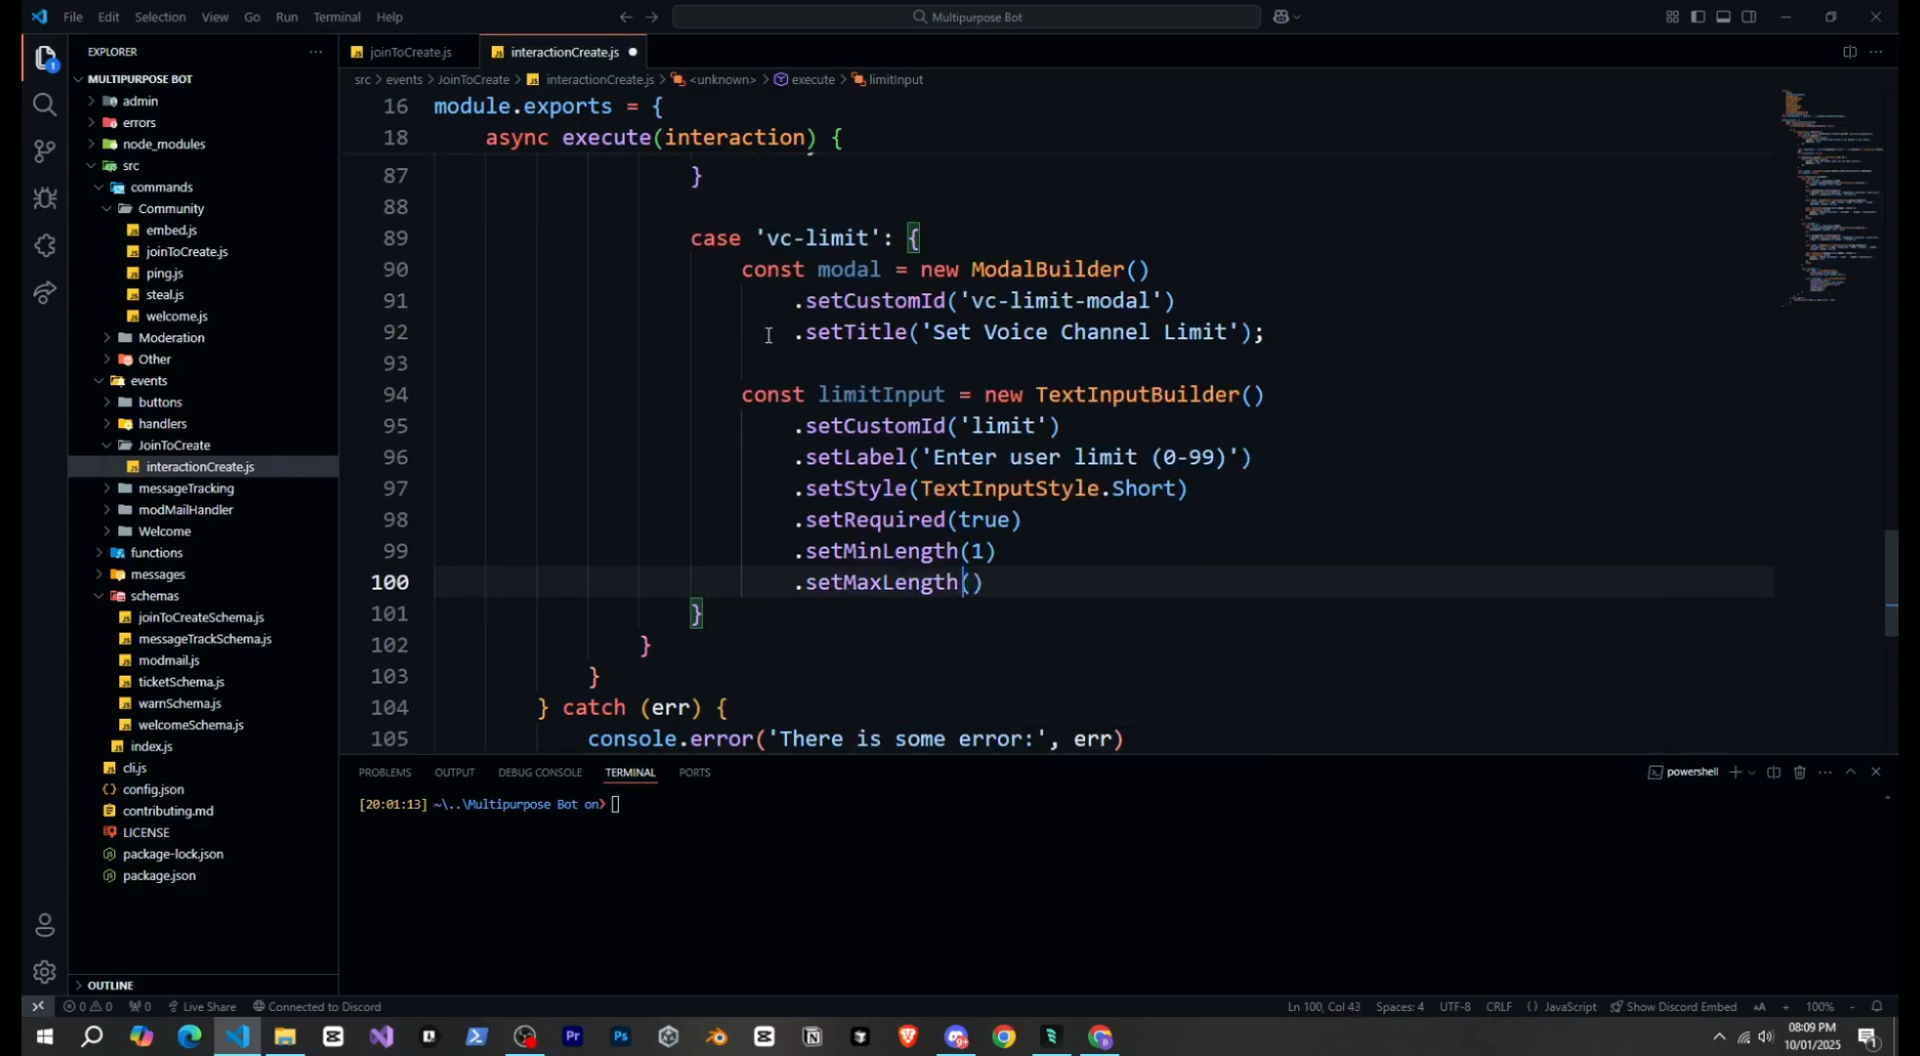 File Edit Selection View Go Run Terminal Help
Multipurpose Bot
EXPLORER
joinToCreate.js
interactionCreate.js
MULTIPURPOSE BOT
src > events > JoinToCreate > interactionCreate.js > <unknown> > execute > limitInput
admin
errors
node_modules
src
commands
Community
embed.js
joinToCreate.js
ping.js
steal.js
welcome.js
Moderation
Other
events
buttons
handlers
JoinToCreate
interactionCreate.js
messageTracking
modMailHandler
Welcome
functions
messages
schemas
joinToCreateSchema.js
messageTrackSchema.js
modmail.js
ticketSchema.js
warnSchema.js
welcomeSchema.js
index.js
cli.js
config.json
contributing.md
LICENSE
package-lock.json
package.json
OUTLINE
16 module.exports = {
18 async execute(interaction) {
87 }
88
89 case 'vc-limit': {
90 const modal = new ModalBuilder()
91 .setCustomId('vc-limit-modal')
92 .setTitle('Set Voice Channel Limit');
93
94 const limitInput = new TextInputBuilder()
95 .setCustomId('limit')
96 .setLabel('Enter user limit (0-99)')
97 .setStyle(TextInputStyle.Short)
98 .setRequired(true)
99 .setMinLength(1)
100 .setMaxLength()
101 }
102 }
103 }
104 } catch (err) {
105 console.error('There is some error:', err)
PROBLEMS OUTPUT DEBUG CONSOLE TERMINAL PORTS
powershell
[20:01:13] ~\..\Multipurpose Bot on>
0 0 0 Live Share Connected to Discord
Ln 100, Col 43 Spaces: 4 UTF-8 CRLF {} JavaScript Show Discord Embed AA + 100% -
Pr Ps
08:09 PM
10/01/2025